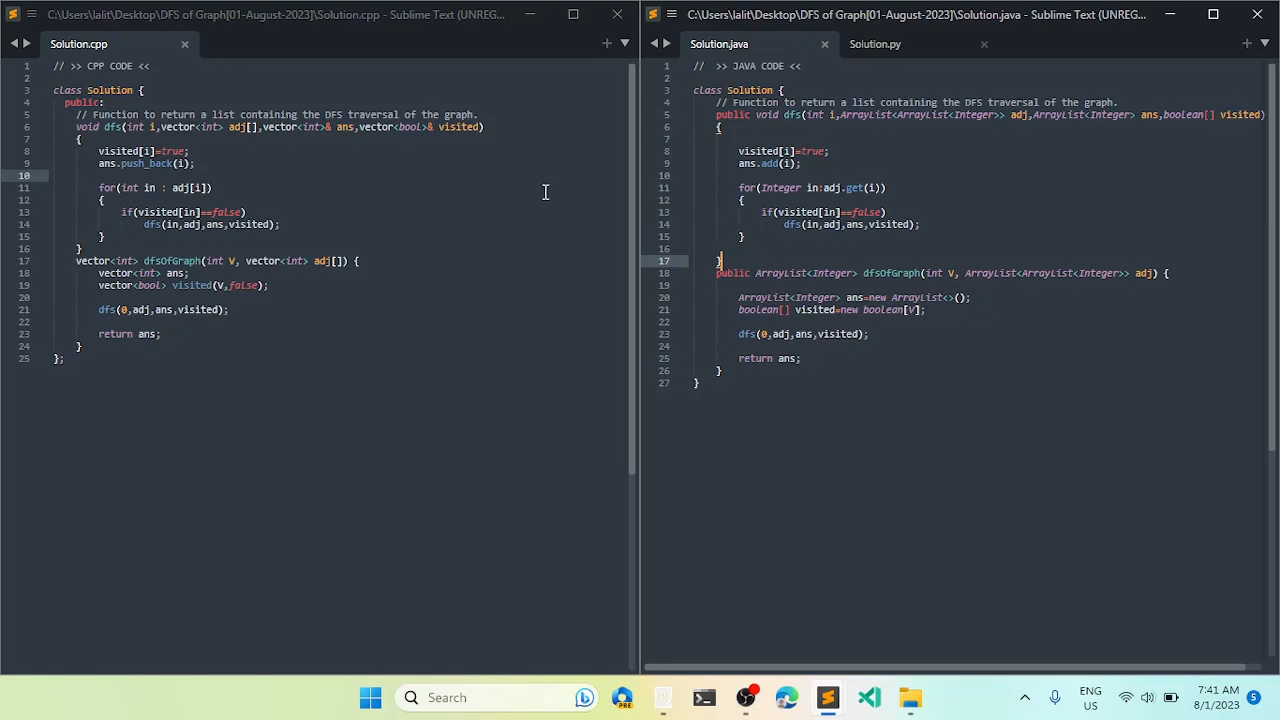 C:\Users\lalit\Desktop\DFS of Graph[01-August-2023]\Solution.cpp - Sublime Text (UNREG...
Solution.cpp
1 // >> CPP CODE <<
2
3 class Solution {
4 public:
5 // Function to return a list containing the DFS traversal of the graph.
6 void dfs(int i,vector<int> adj[],vector<int>& ans,vector<bool>& visited)
7 {
8 visited[i]=true;
9 ans.push_back(i);
10
11 for(int in : adj[i])
12 {
13 if(visited[in]==false)
14 dfs(in,adj,ans,visited);
15 }
16 }
17 vector<int> dfsOfGraph(int V, vector<int> adj[]) {
18 vector<int> ans;
19 vector<bool> visited(V,false);
20
21 dfs(0,adj,ans,visited);
22
23 return ans;
24 }
25 };
C:\Users\lalit\Desktop\DFS of Graph[01-August-2023]\Solution.java - Sublime Text (UNREG...
Solution.java
Solution.py
1 // >> JAVA CODE <<
2
3 class Solution {
4 // Function to return a list containing the DFS traversal of the graph.
5 public void dfs(int i,ArrayList<ArrayList<Integer>> adj,ArrayList<Integer> ans,boolean[] visited)
6 {
7
8 visited[i]=true;
9 ans.add(i);
10
11 for(Integer in:adj.get(i))
12 {
13 if(visited[in]==false)
14 dfs(in,adj,ans,visited);
15 }
16
17 }
18 public ArrayList<Integer> dfsOfGraph(int V, ArrayList<ArrayList<Integer>> adj) {
19
20 ArrayList<Integer> ans=new ArrayList<>();
21 boolean[] visited=new boolean[V];
22
23 dfs(0,adj,ans,visited);
24
25 return ans;
26 }
27 }
Search
PRE
ENG
US
7:41 AM
8/1/2023
5